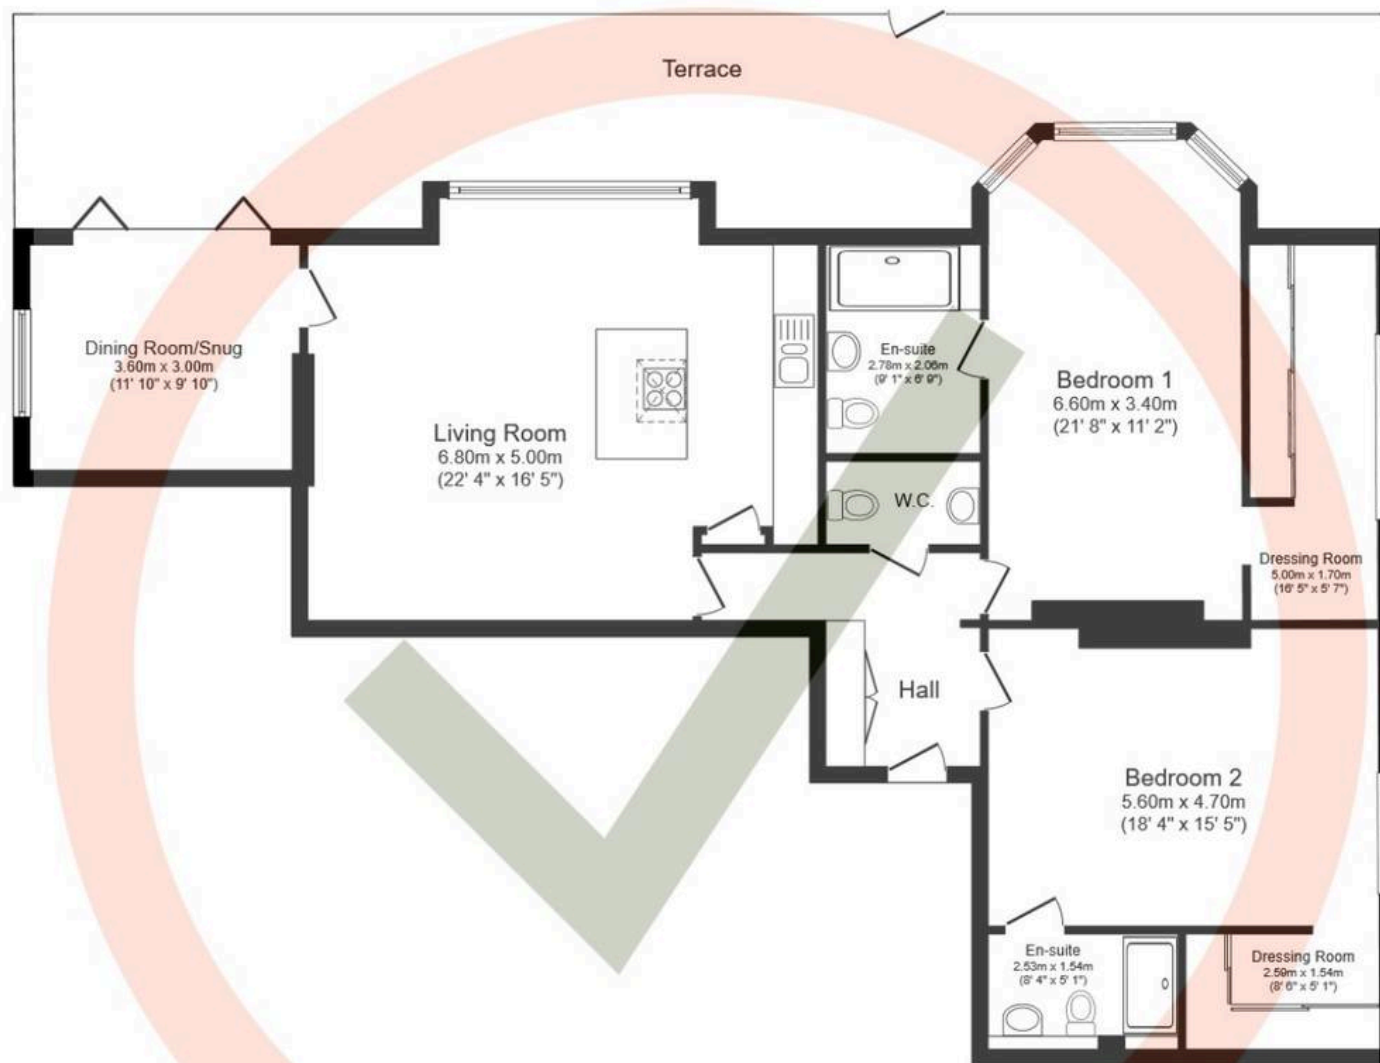 Terrace
Dining Room/Snug
3.60m x 3.00m
(11' 10" x 9' 10")
Living Room
6.80m x 5.00m
(22' 4" x 16' 5")
En-suite
2.78m x 2.06m
(9' 1" x 6' 9")
Bedroom 1
6.60m x 3.40m
(21' 8" x 11' 2")
W.C.
Dressing Room
5.00m x 1.70m
(16' 5" x 5' 7")
Hall
Bedroom 2
5.60m x 4.70m
(18' 4" x 15' 5")
En-suite
2.53m x 1.54m
(8' 4" x 5' 1")
Dressing Room
2.59m x 1.54m
(8' 6" x 5' 1")